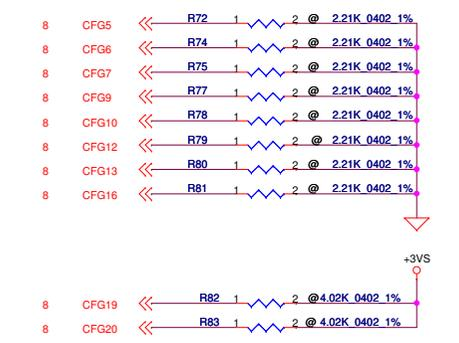 8 CFG5 R72 1 2 @ 2.21K_0402_1%
8 CFG6 R74 1 2 @ 2.21K_0402_1%
8 CFG7 R75 1 2 @ 2.21K_0402_1%
8 CFG9 R77 1 2 @ 2.21K_0402_1%
8 CFG10 R78 1 2 @ 2.21K_0402_1%
8 CFG12 R79 1 2 @ 2.21K_0402_1%
8 CFG13 R80 1 2 @ 2.21K_0402_1%
8 CFG16 R81 1 2 @ 2.21K_0402_1%
+3VS
8 CFG19 R82 1 2 @ 4.02K_0402_1%
8 CFG20 R83 1 2 @ 4.02K_0402_1%